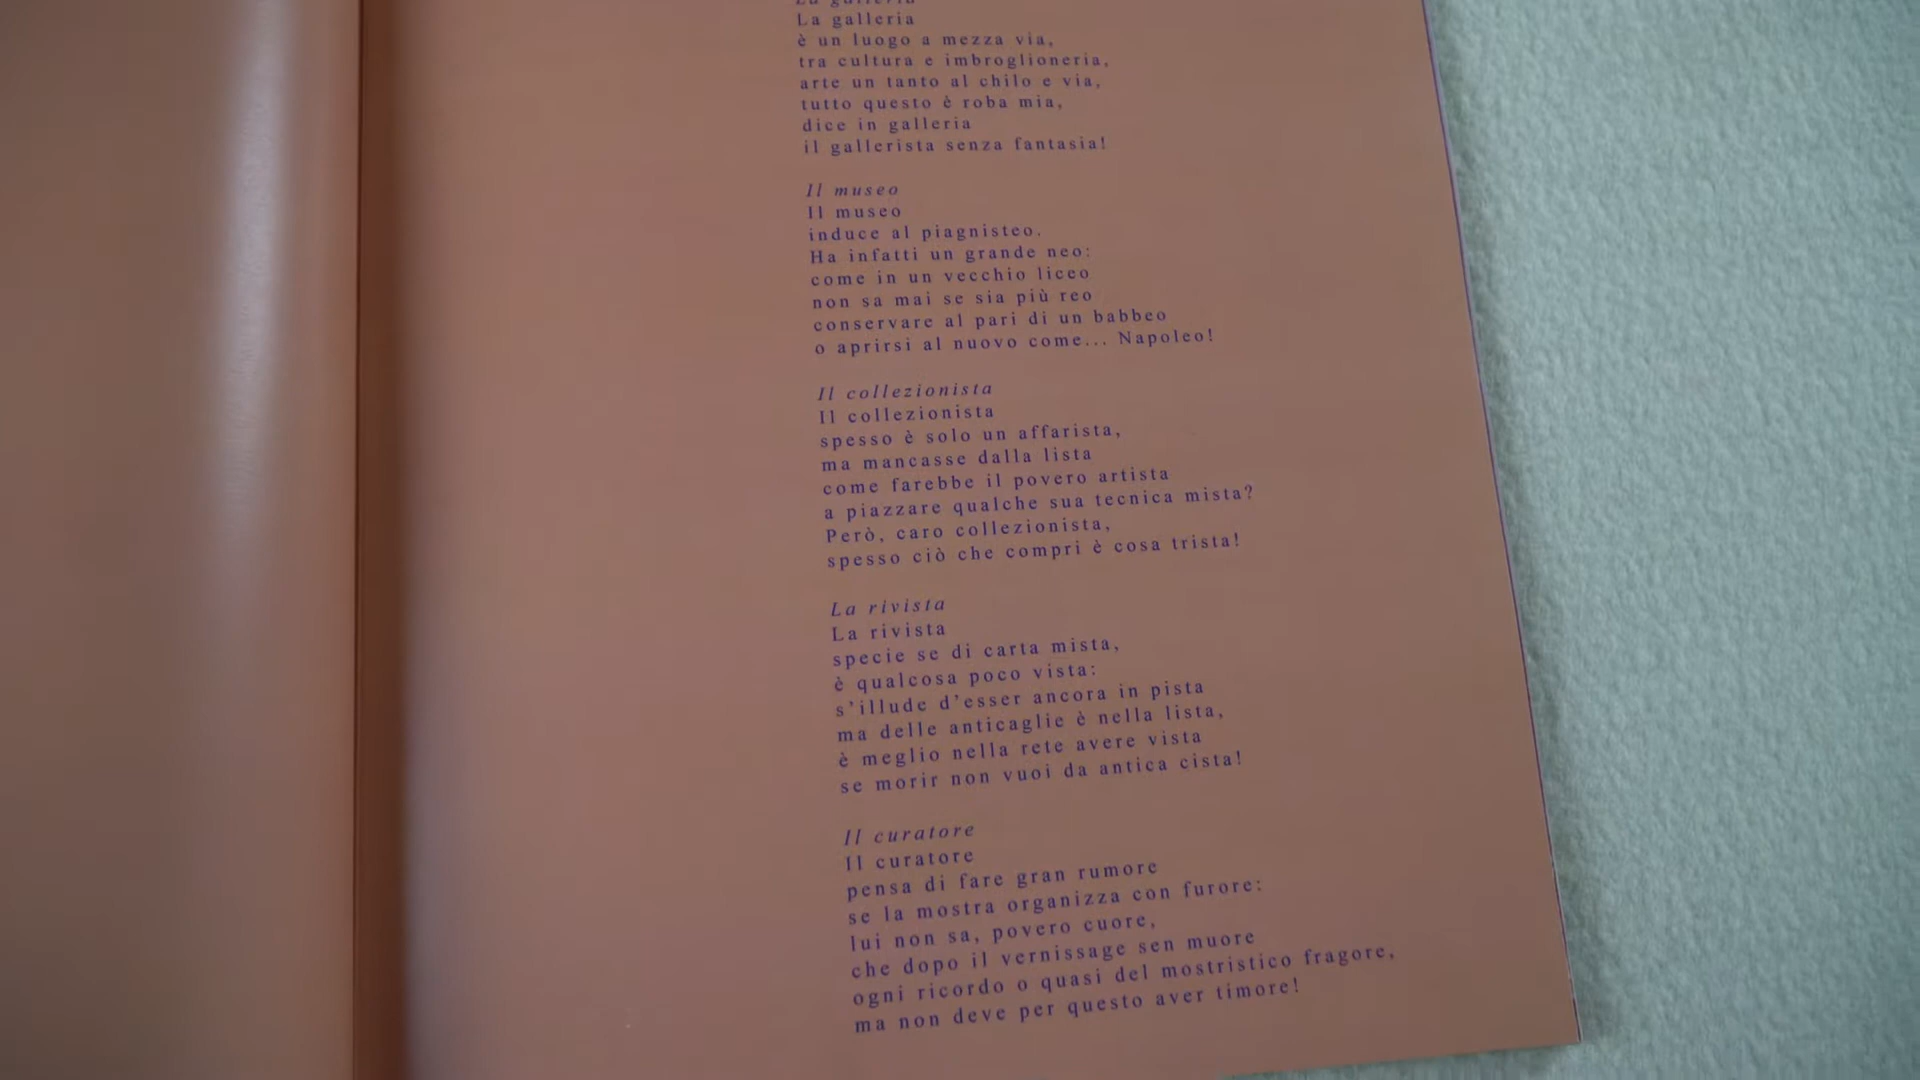 La galleria
La galleria
è un luogo a mezza via,
tra cultura e imbroglioneria,
arte un tanto al chilo e via,
tutto questo è roba mia,
dice in galleria
il gallerista senza fantasia!
Il museo
Il museo
induce al piagnisteo.
Ha infatti un grande neo:
come in un vecchio liceo
non sa mai se sia più reo
conservare al pari di un babbeo
o aprirsi al nuovo come... Napoleo!
Il collezionista
Il collezionista
spesso è solo un affarista,
ma mancasse dalla lista
come farebbe il povero artista
a piazzare qualche sua tecnica mista?
Però, caro collezionista,
spesso ciò che compri è cosa trista!
La rivista
La rivista
specie se di carta mista,
è qualcosa poco vista:
s’illude d’esser ancora in pista
ma delle anticaglie è nella lista,
è meglio nella rete avere vista
se morir non vuoi da antica cista!
Il curatore
Il curatore
pensa di fare gran rumore
se la mostra organizza con furore:
lui non sa, povero cuore,
che dopo il vernissage sen muore
ogni ricordo o quasi del mostristico fragore,
ma non deve per questo aver timore!